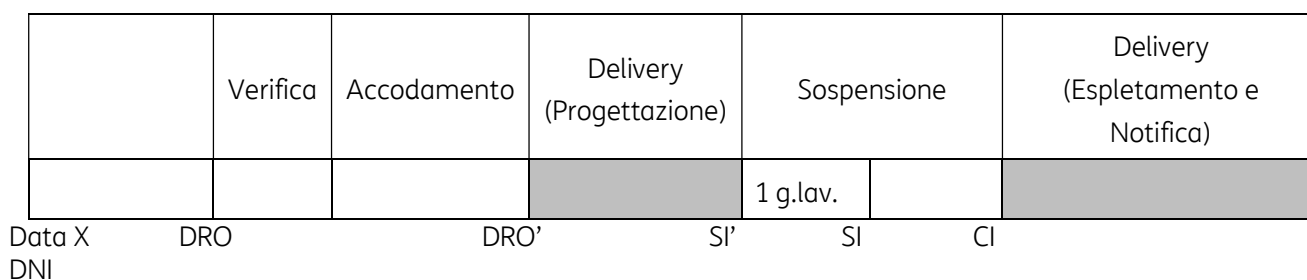 Verifica
Accodamento
Delivery
(Progettazione)
Sospensione
Delivery
(Espletamento e
Notifica)
1 g.lav.
Data X DRO DRO’ SI’ SI CI
DNI